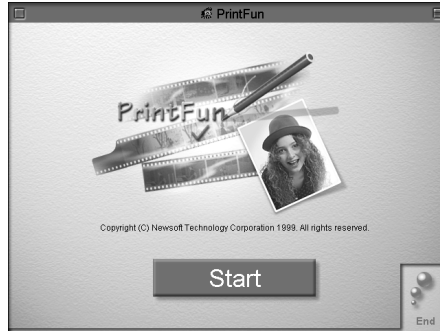 PrintFun
PrintFun
Copyright (C) Newsoft Technology Corporation 1999. All rights reserved.
Start
End